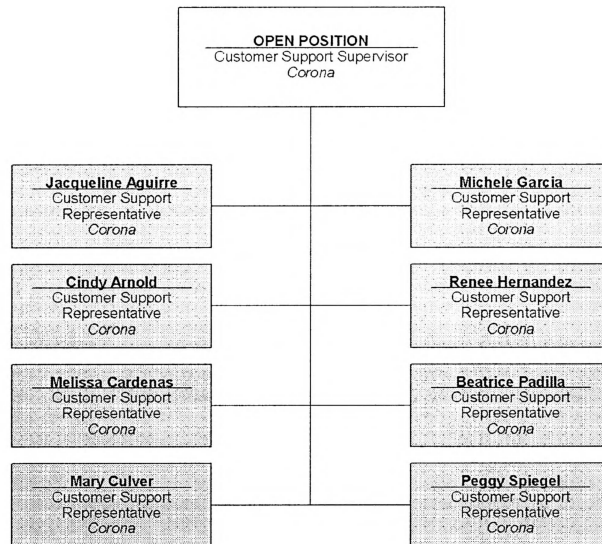 OPEN POSITION
Customer Support Supervisor
Corona
Jacqueline Aguirre
Customer Support
Representative
Corona
Michele Garcia
Customer Support
Representative
Corona
Cindy Arnold
Customer Support
Representative
Corona
Renee Hernandez
Customer Support
Representative
Corona
Melissa Cardenas
Customer Support
Representative
Corona
Beatrice Padilla
Customer Support
Representative
Corona
Mary Culver
Customer Support
Representative
Corona
Peggy Spiegel
Customer Support
Representative
Corona